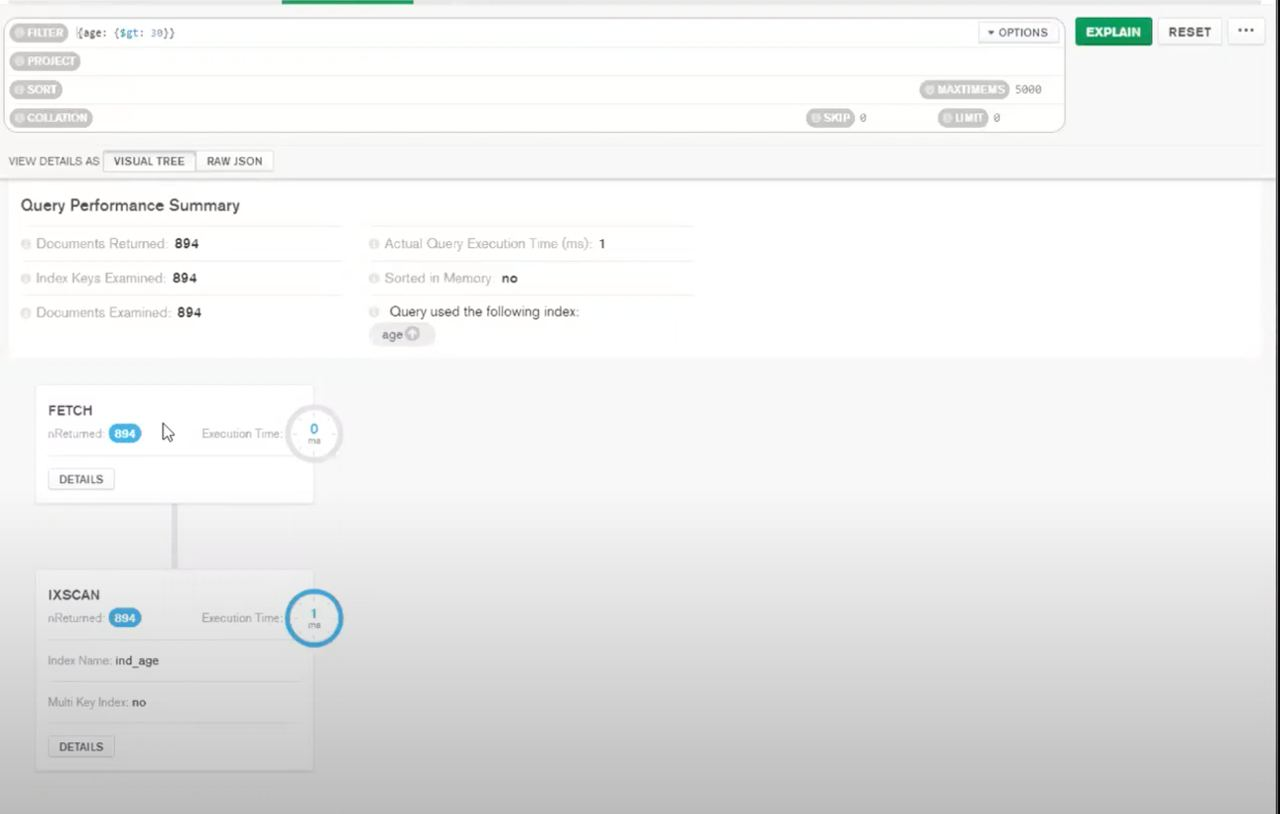 FILTER {age: {$gt: 30}} OPTIONS EXPLAIN RESET ...
PROJECT
SORT MAXTIMEMS 5000
COLLATION SKIP 0 LIMIT 0
VIEW DETAILS AS VISUAL TREE RAW JSON
Query Performance Summary
Documents Returned: 894 Actual Query Execution Time (ms): 1
Index Keys Examined: 894 Sorted in Memory: no
Documents Examined: 894 Query used the following index:
age
FETCH
nReturned: 894 Execution Time: 0 ms
DETAILS
IXSCAN
nReturned: 894 Execution Time: 1 ms
Index Name: ind_age
Multi Key Index: no
DETAILS